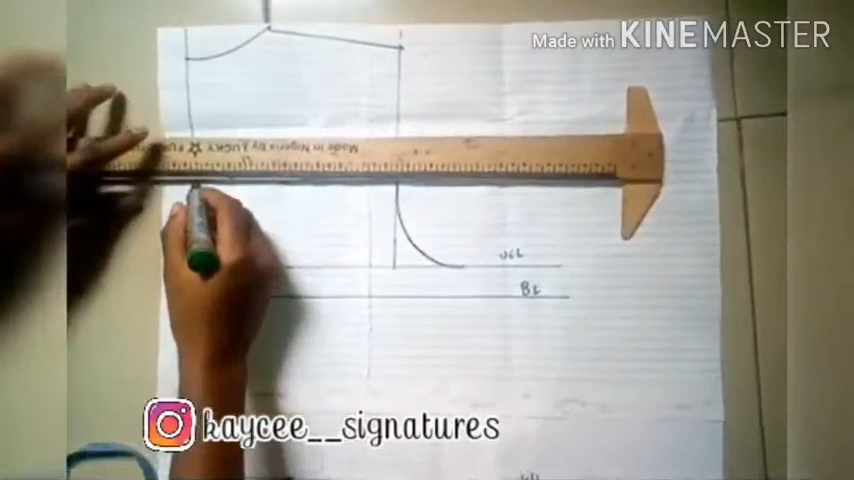 Made with KINEMASTER
Made in Nigeria by LUCKY
UCL
BL
kaycee__signatures